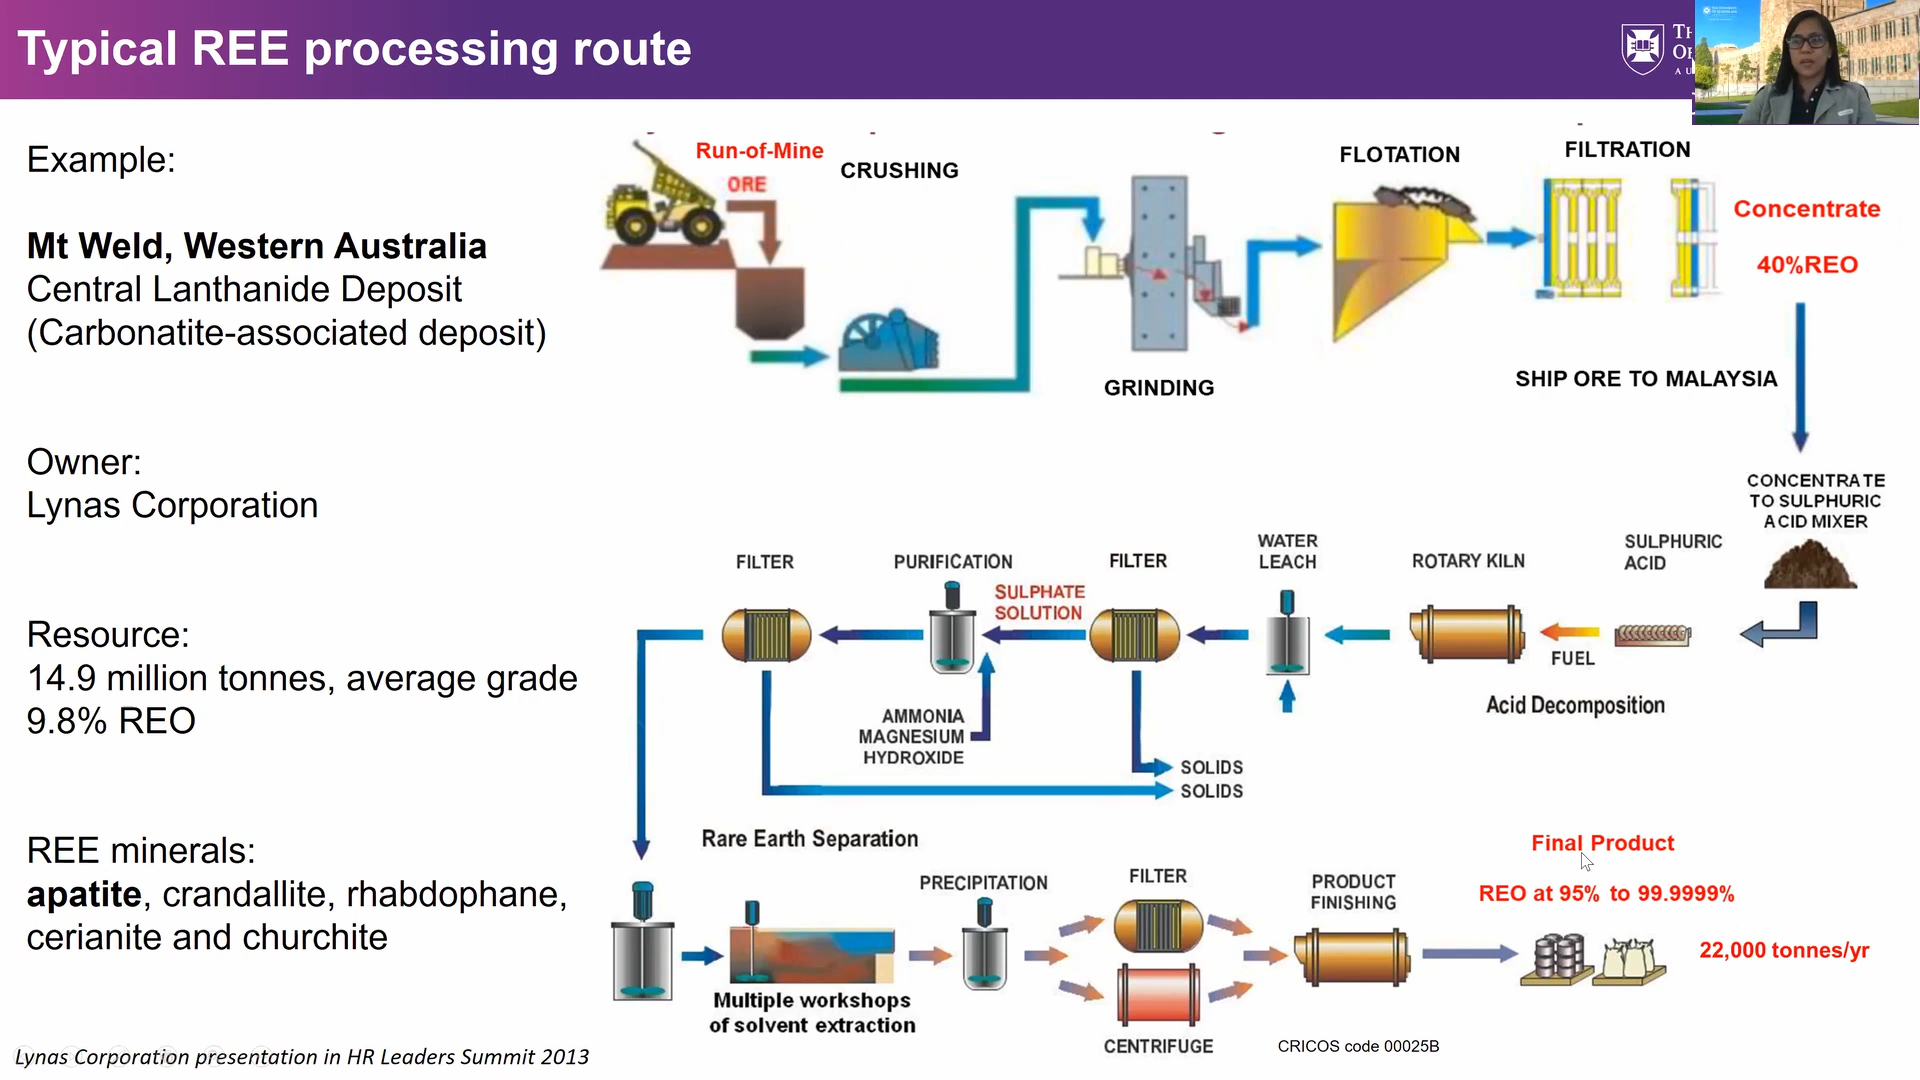 Typical REE processing route
Example:
Mt Weld, Western Australia
Central Lanthanide Deposit
(Carbonatite-associated deposit)
Owner:
Lynas Corporation
Resource:
14.9 million tonnes, average grade
9.8% REO
REE minerals:
apatite, crandallite, rhabdophane,
cerianite and churchite
Lynas Corporation presentation in HR Leaders Summit 2013
Run-of-Mine
ORE
CRUSHING
GRINDING
FLOTATION
FILTRATION
Concentrate
40%REO
SHIP ORE TO MALAYSIA
CONCENTRATE
TO SULPHURIC
ACID MIXER
SULPHURIC
ACID
FUEL
ROTARY KILN
Acid Decomposition
WATER
LEACH
FILTER
SULPHATE
SOLUTION
PURIFICATION
AMMONIA
MAGNESIUM
HYDROXIDE
FILTER
SOLIDS
SOLIDS
Rare Earth Separation
Multiple workshops
of solvent extraction
PRECIPITATION
FILTER
CENTRIFUGE
PRODUCT
FINISHING
Final Product
REO at 95% to 99.9999%
22,000 tonnes/yr
CRICOS code 00025B